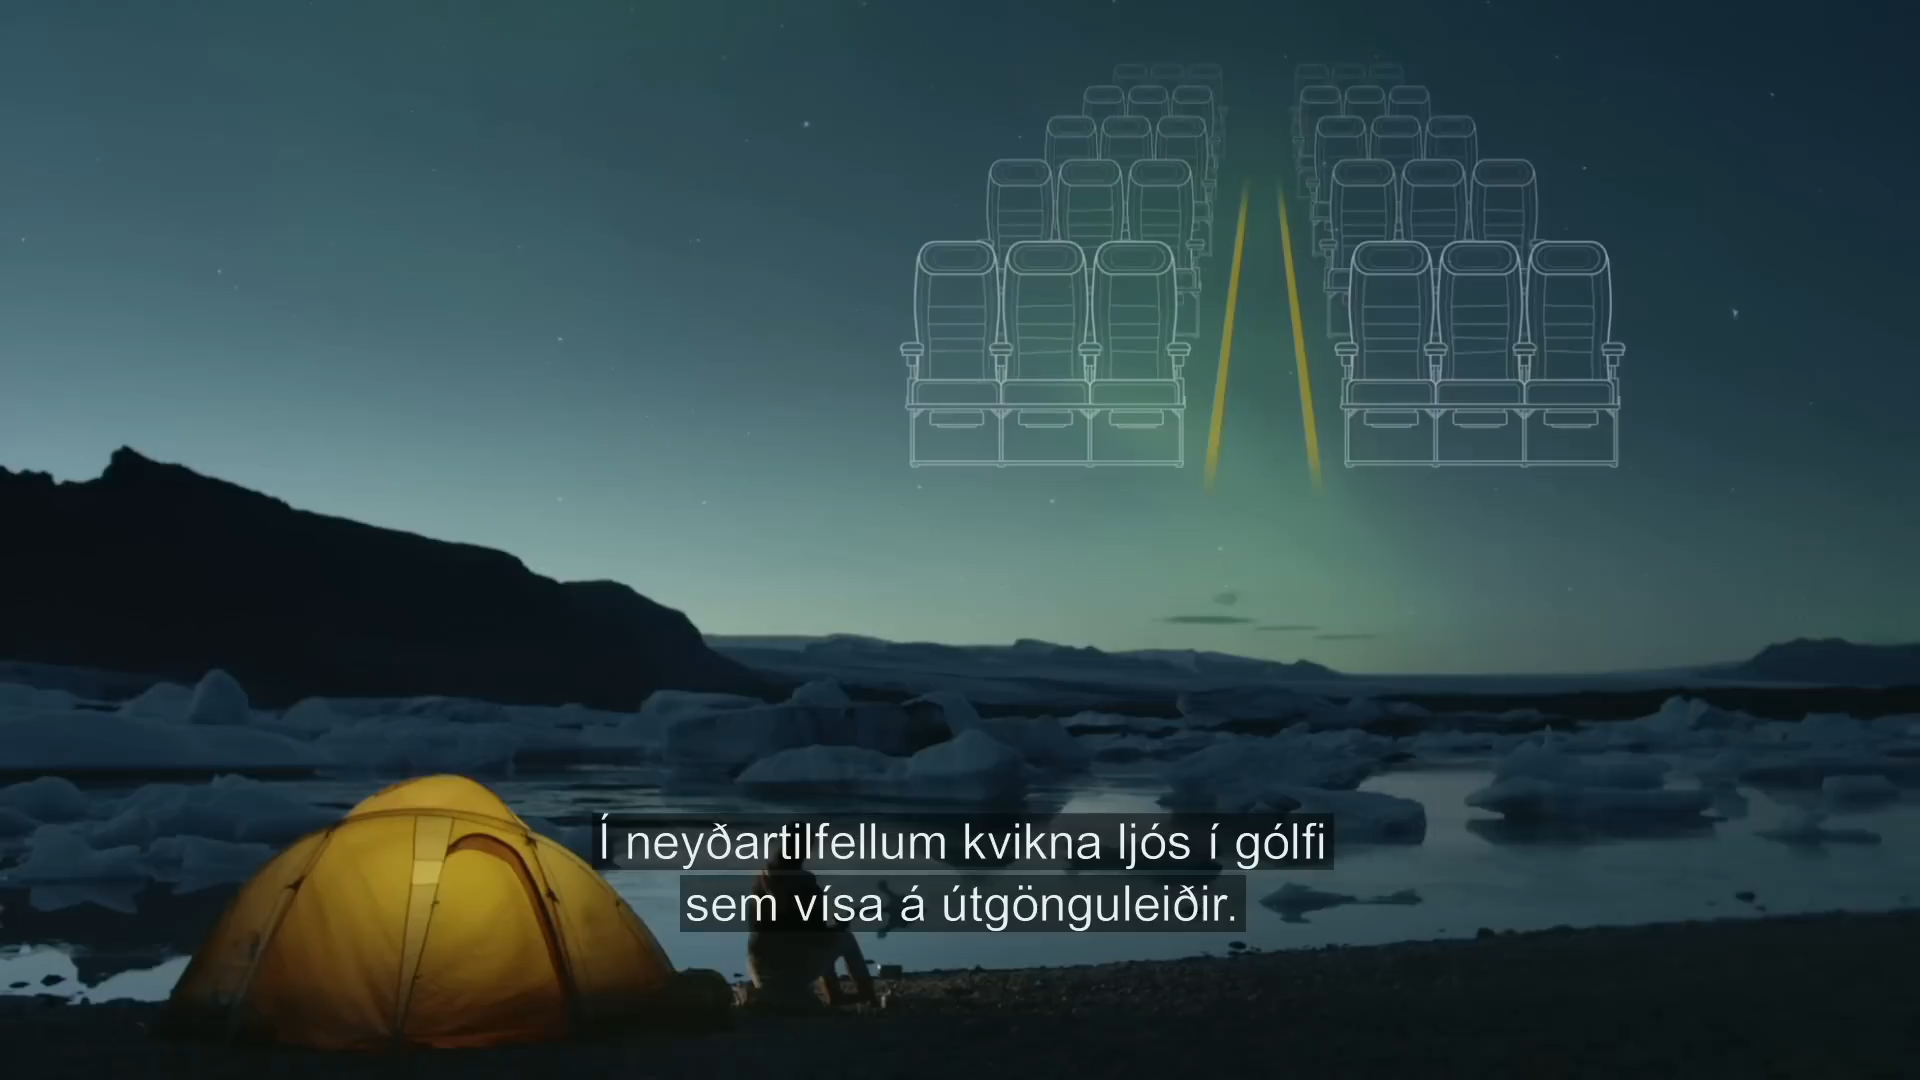 Í neyðartilfellum kvikna ljós í gólfi
sem vísa á útgönguleiðir.